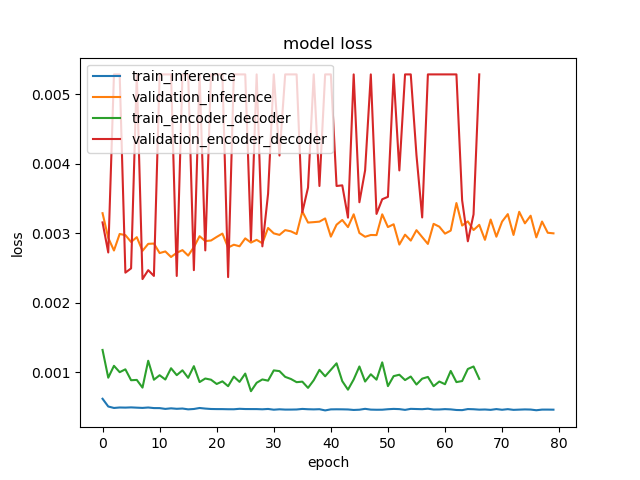 model loss
train_inference
validation_inference
train_encoder_decoder
validation_encoder_decoder
loss
0.005
0.004
0.003
0.002
0.001
0 10 20 30 40 50 60 70 80
epoch